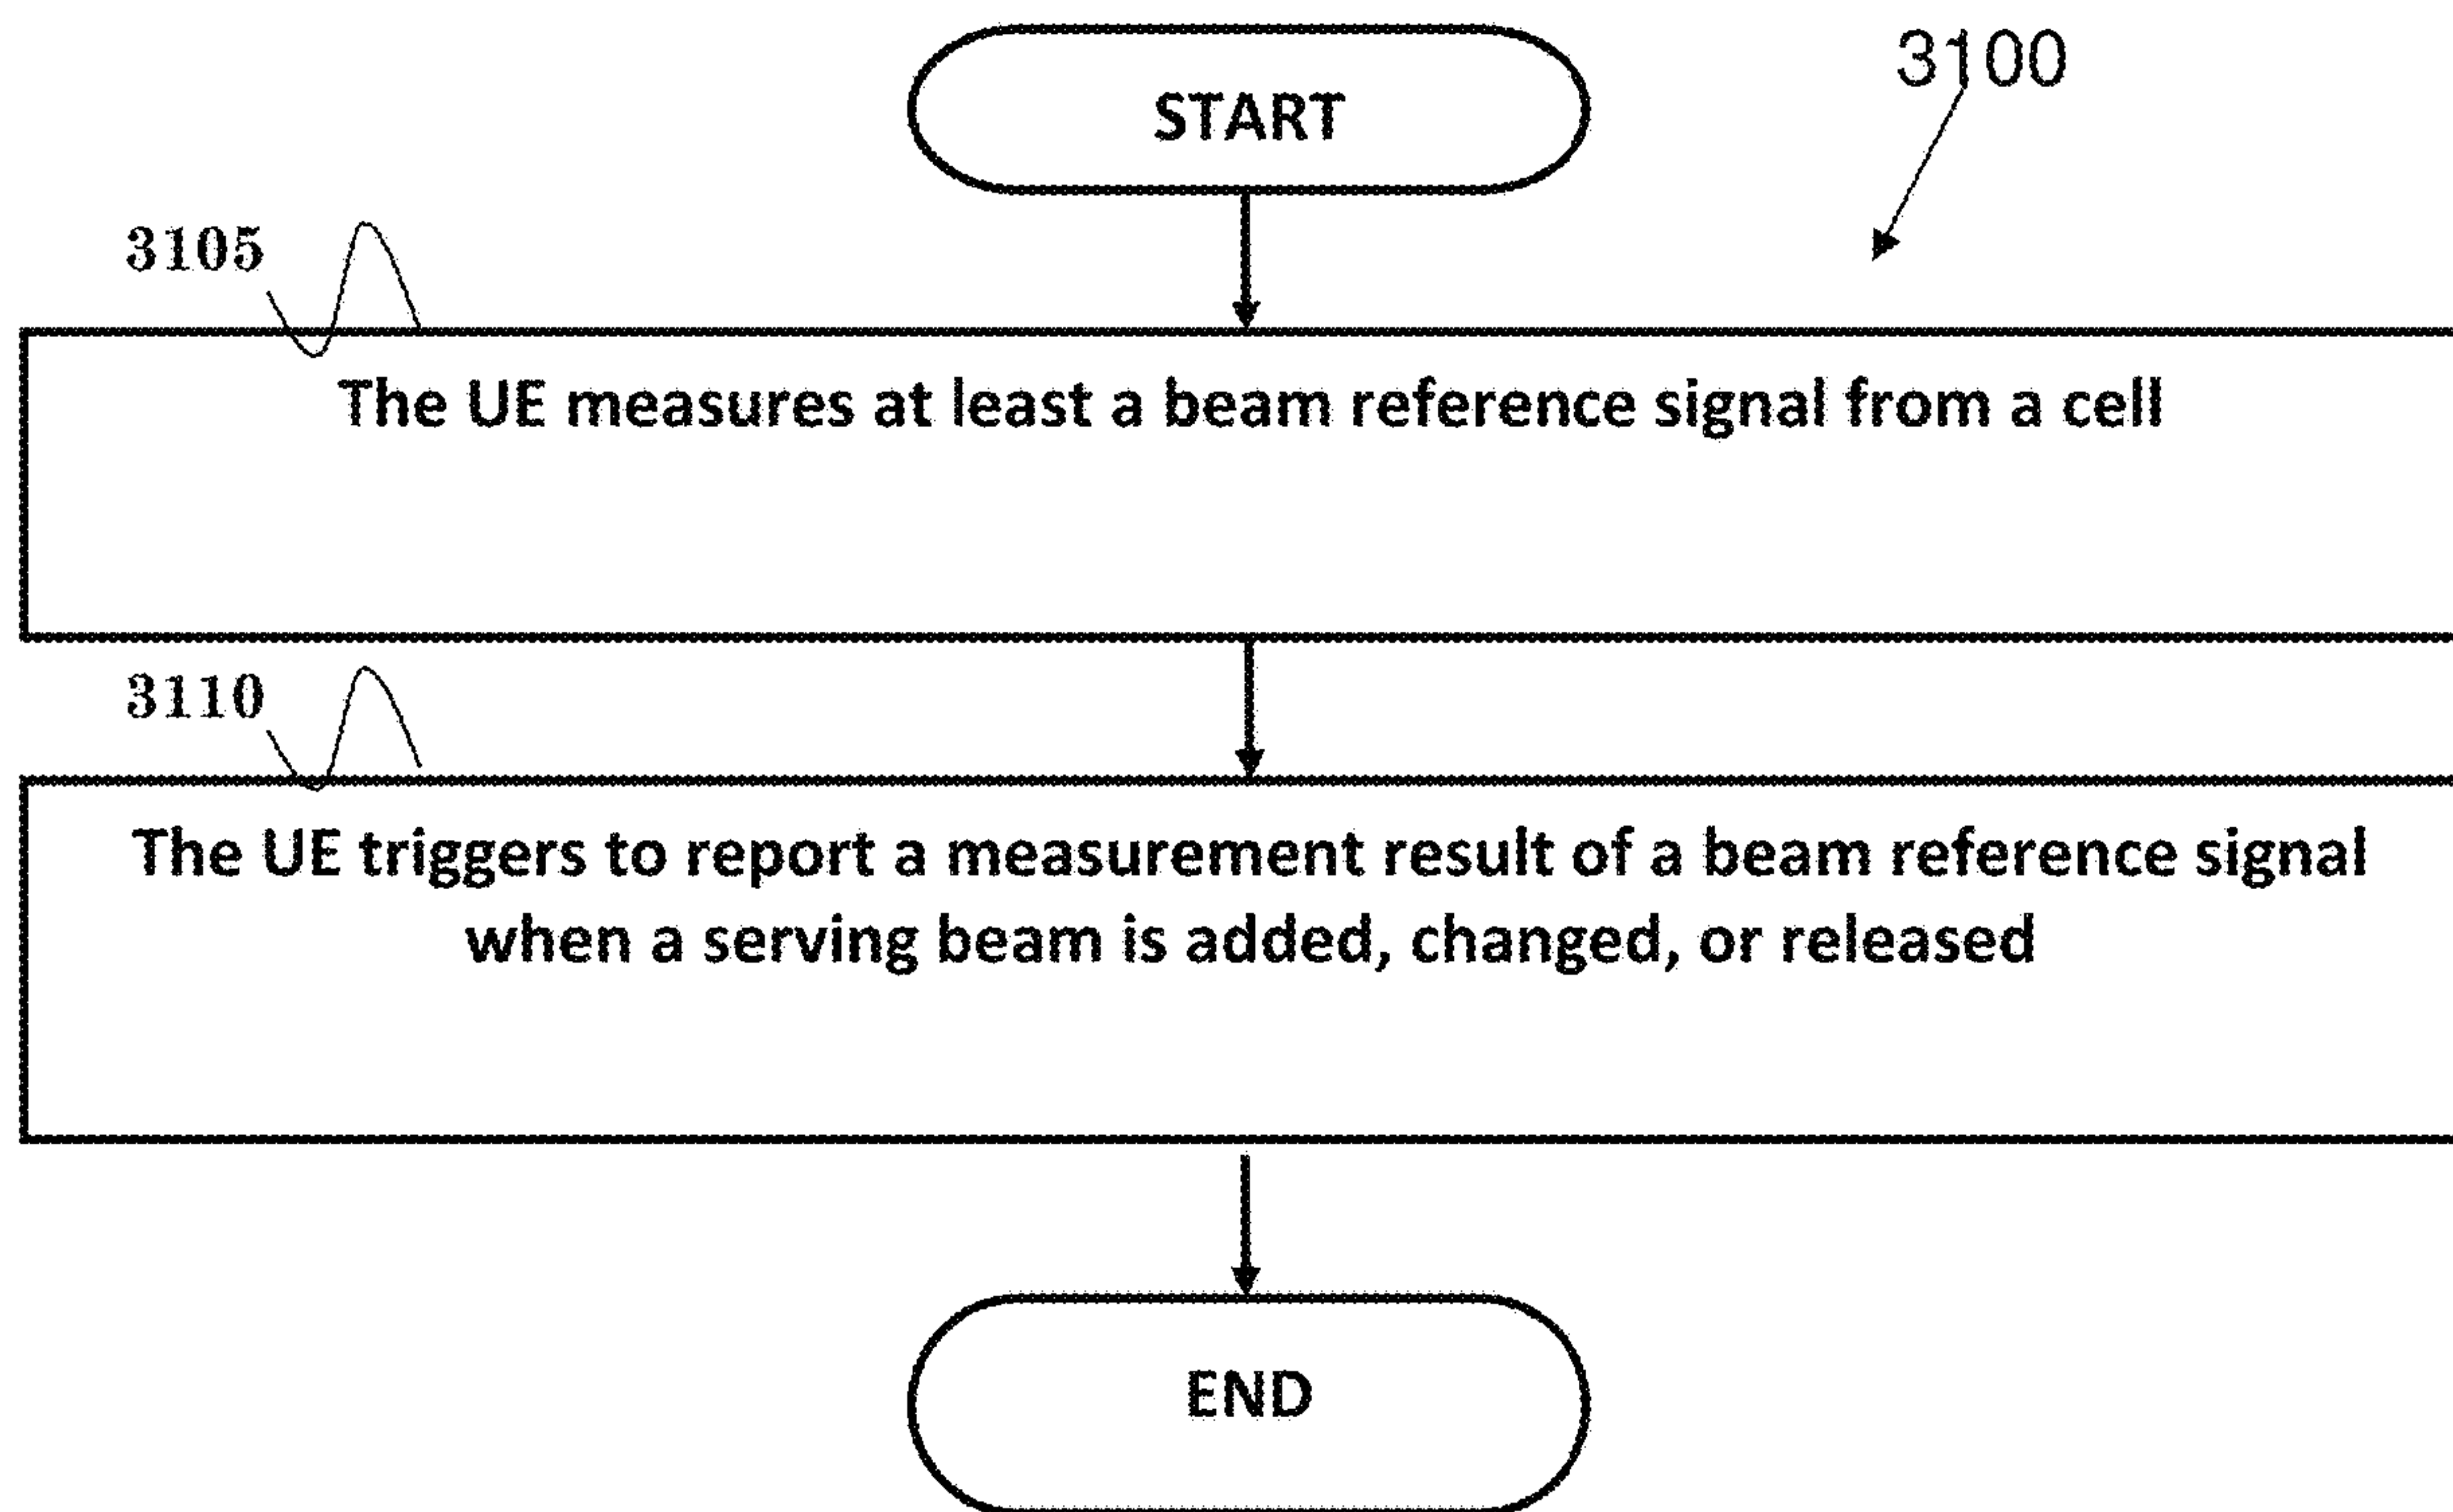 START
3100
3105
The UE measures at least a beam reference signal from a cell
3110
The UE triggers to report a measurement result of a beam reference signal
when a serving beam is added, changed, or released
END